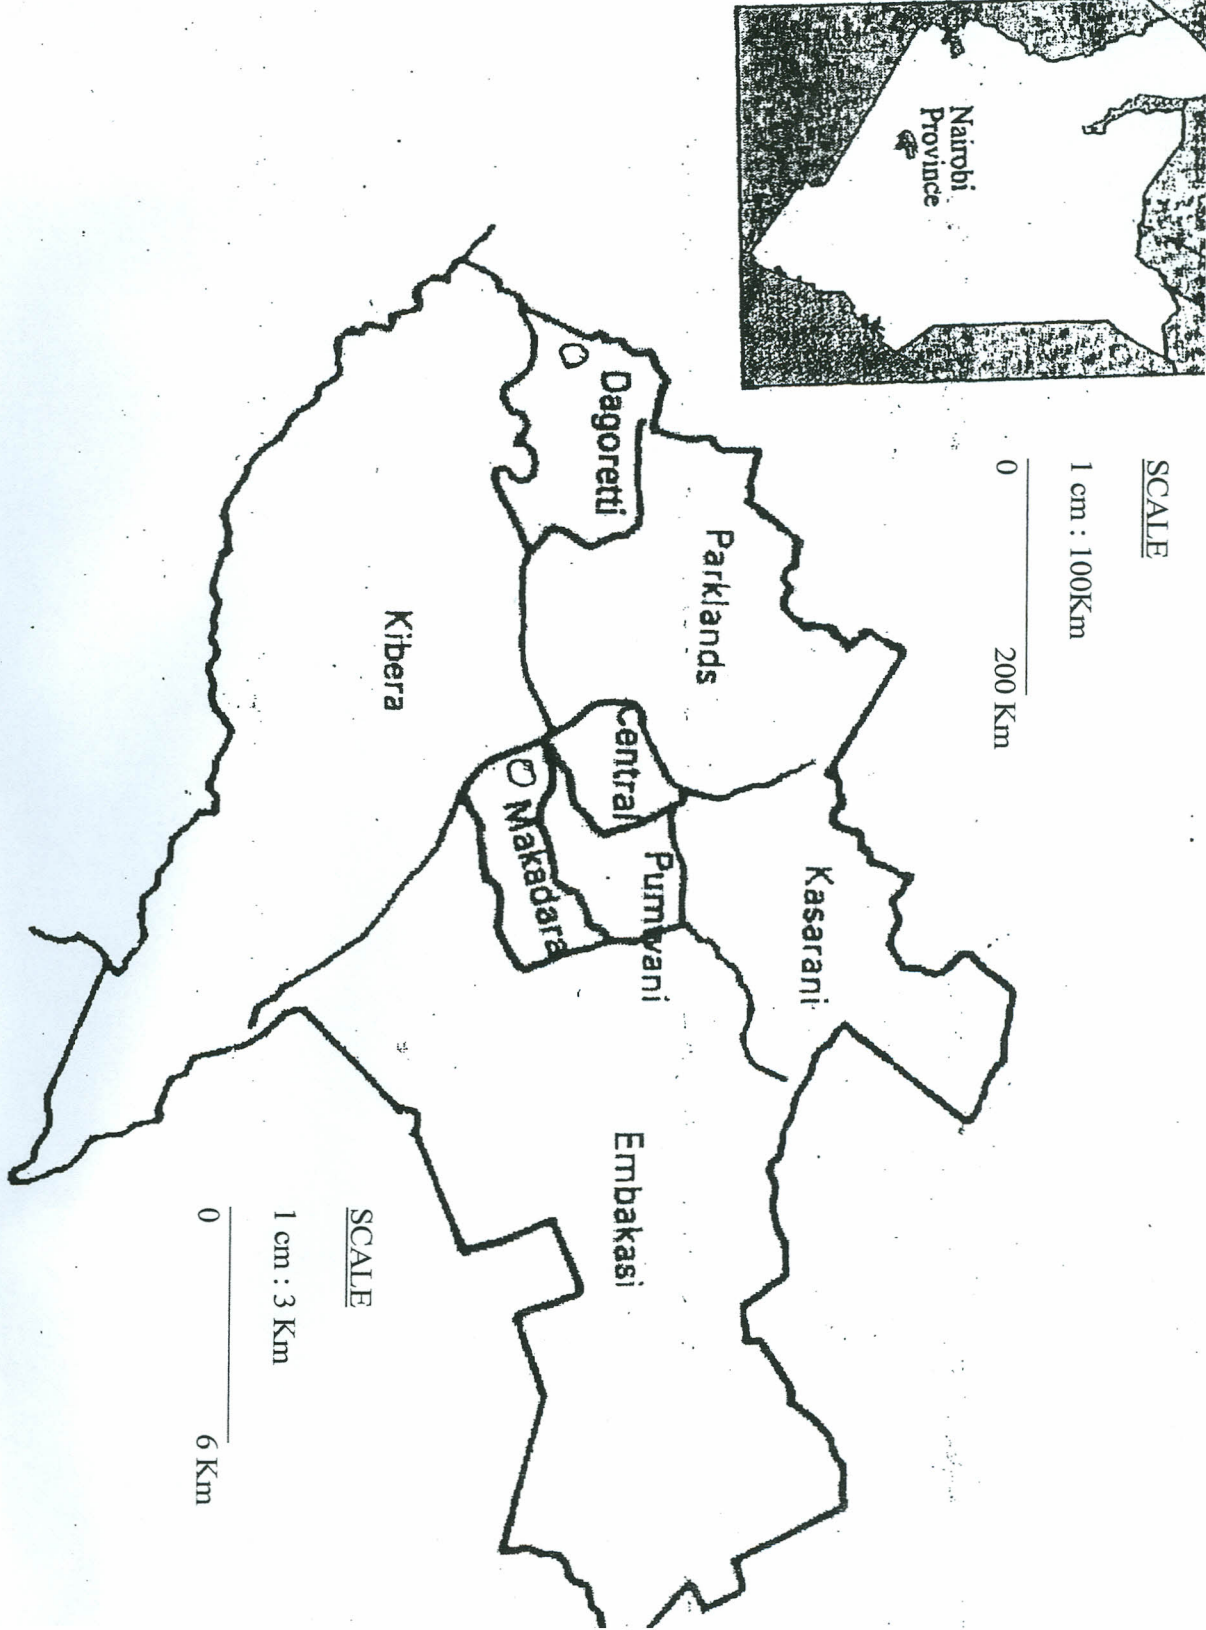 Nairobi
Province
SCALE
1 cm : 100Km
0 200 Km
Dagoretti
Parklands
Kibera
Central
Makadara
Pumwani
Kasarani
Embakasi
SCALE
1 cm : 3 Km
0 6 Km